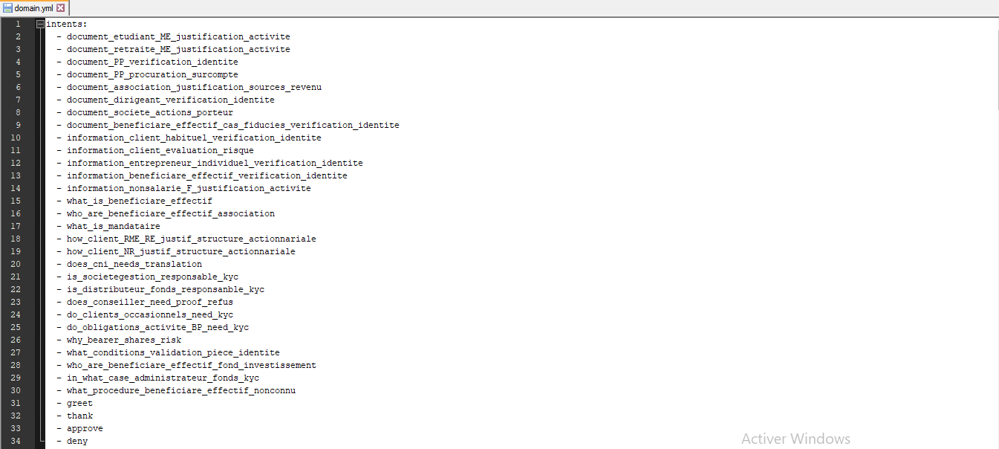 domain.yml
1 intents:
2 - document_etudiant_ME_justification_activite
3 - document_retraite_ME_justification_activite
4 - document_PP_verification_identite
5 - document_PP_procuration_surcompte
6 - document_association_justification_sources_revenu
7 - document_dirigeant_verification_identite
8 - document_societe_actions_porteur
9 - document_beneficiare_effectif_cas_fiducies_verification_identite
10 - information_client_habituel_verification_identite
11 - information_client_evaluation_risque
12 - information_entrepreneur_individuel_verification_identite
13 - information_beneficiare_effectif_verification_identite
14 - information_nonsalarie_F_justification_activite
15 - what_is_beneficiare_effectif
16 - who_are_beneficiare_effectif_association
17 - what_is_mandataire
18 - how_client_RME_RE_justif_structure_actionnariale
19 - how_client_NR_justif_structure_actionnariale
20 - does_cni_needs_translation
21 - is_societegestion_responsable_kyc
22 - is_distributeur_fonds_responsanble_kyc
23 - does_conseiller_need_proof_refus
24 - do_clients_occasionnels_need_kyc
25 - do_obligations_activite_BP_need_kyc
26 - why_bearer_shares_risk
27 - what_conditions_validation_piece_identite
28 - who_are_beneficiare_effectif_fond_investissement
29 - in_what_case_administrateur_fonds_kyc
30 - what_procedure_beneficiare_effectif_nonconnu
31 - greet
32 - thank
33 - approve
34 - deny
Activer Windows